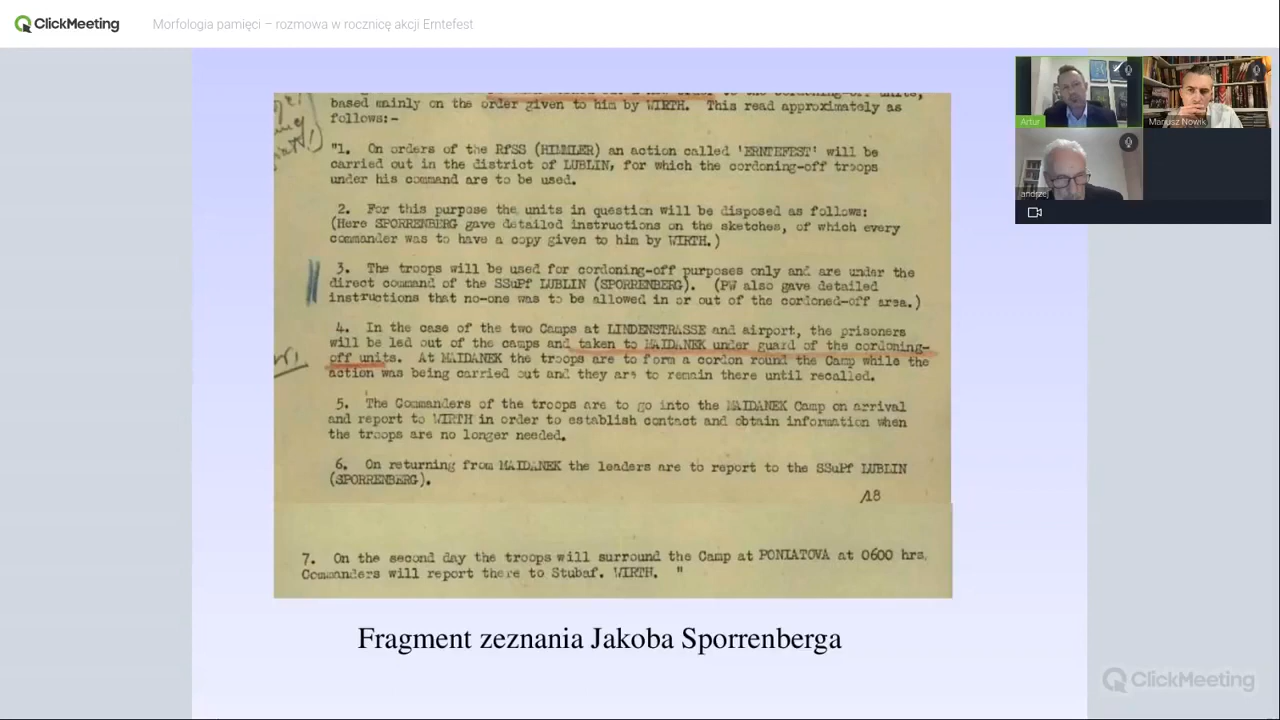 ClickMeeting
Morfologia pamięci – rozmowa w rocznicę akcji Erntefest
based mainly on the order given to him by WIRTH. This read approximately as
follows:-
"1. On orders of the RfSS (HIMMLER) an action called 'ERNTEFEST' will be
carried out in the district of LUBLIN, for which the cordoning-off troops
under his command are to be used.
2. For this purpose the units in question will be disposed as follows:
(Here SPORRENBERG gave detailed instructions on the sketches, of which every
commander was to have a copy given to him by WIRTH.)
3. The troops will be used for cordoning-off purposes only and are under the
direct command of the SSuPf LUBLIN (SPORRENBERG). (PW also gave detailed
instructions that no-one was to be allowed in or out of the cordoned-off area.)
4. In the case of the two Camps at LINDENSTRASSE and airport, the prisoners
will be led out of the camps and taken to MAIDANEK under guard of the cordoning-
off units. At MAIDANEK the troops are to form a cordon round the Camp while the
action was being carried out and they are to remain there until recalled.
5. The Commanders of the troops are to go into the MAIDANEK Camp on arrival
and report to WIRTH in order to establish contact and obtain information when
the troops are no longer needed.
6. On returning from MAIDANEK the leaders are to report to the SSuPf LUBLIN
(SPORRENBERG).
18
7. On the second day the troops will surround the Camp at PONIATOVA at 0600 hrs.
Commanders will report there to Stubaf. WIRTH. "
Fragment zeznania Jakoba Sporrenberga
Artur
Mariusz Nowik
andrzej
ClickMeeting